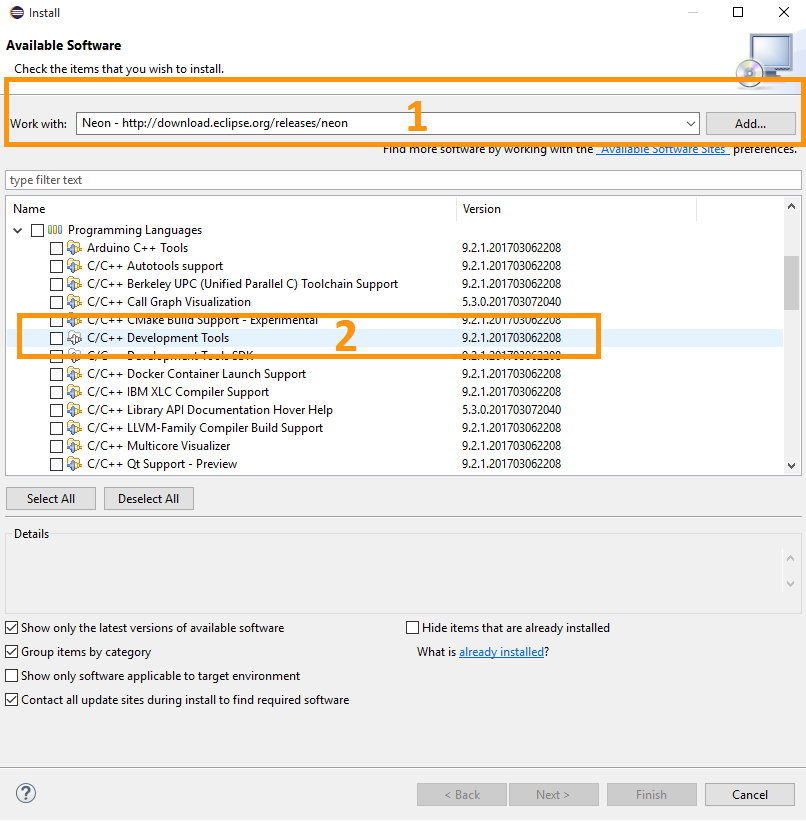 Install
Available Software
Check the items that you wish to install.
1
Work with: Neon - http://download.eclipse.org/releases/neon Add...
Find more software by working with the "Available Software Sites" preferences.
type filter text
Name Version
Programming Languages
Arduino C++ Tools 9.2.1.201703062208
C/C++ Autotools support 9.2.1.201703062208
C/C++ Berkeley UPC (Unified Parallel C) Toolchain Support 9.2.1.201703062208
C/C++ Call Graph Visualization 5.3.0.201703072040
C/C++ CMake Build Support - Experimental 9.2.1.201703062208
2
C/C++ Development Tools 9.2.1.201703062208
C/C++ Development Tools SDK 9.2.1.201703062208
C/C++ Docker Container Launch Support 9.2.1.201703062208
C/C++ IBM XLC Compiler Support 9.2.1.201703062208
C/C++ Library API Documentation Hover Help 5.3.0.201703072040
C/C++ LLVM-Family Compiler Build Support 9.2.1.201703062208
C/C++ Multicore Visualizer 9.2.1.201703062208
C/C++ Qt Support - Preview 9.2.1.201703062208
Select All Deselect All
Details
Show only the latest versions of available software Hide items that are already installed
Group items by category What is already installed?
Show only software applicable to target environment
Contact all update sites during install to find required software
? < Back Next > Finish Cancel